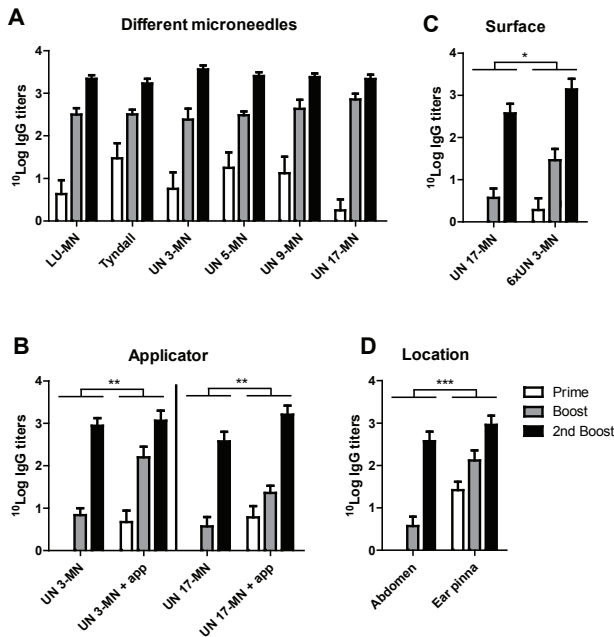 A
Different microneedles
¹⁰Log IgG titers
4
3
2
1
0
LU-MN
Tyndall
UN 3-MN
UN 5-MN
UN 9-MN
UN 17-MN
C
Surface
*
¹⁰Log IgG titers
4
3
2
1
0
UN 17-MN
6xUN 3-MN
B
Applicator
**
**
¹⁰Log IgG titers
4
3
2
1
0
UN 3-MN
UN 3-MN + app
UN 17-MN
UN 17-MN + app
D
Location
***
¹⁰Log IgG titers
4
3
2
1
0
Abdomen
Ear pinna
Prime
Boost
2nd Boost